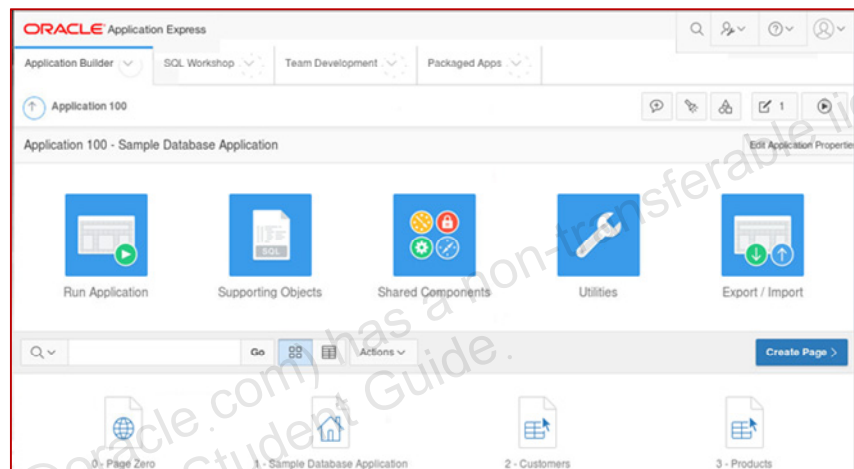 ORACLE Application Express
Application Builder SQL Workshop Team Development Packaged Apps
Application 100
1
Application 100 - Sample Database Application
Edit Application Propertie
SQL
Run Application Supporting Objects Shared Components Utilities Export / Import
Go Actions
Create Page >
0 - Page Zero 1 - Sample Database Application 2 - Customers 3 - Products
oracle.com) has a non-transferable lic
Student Guide.